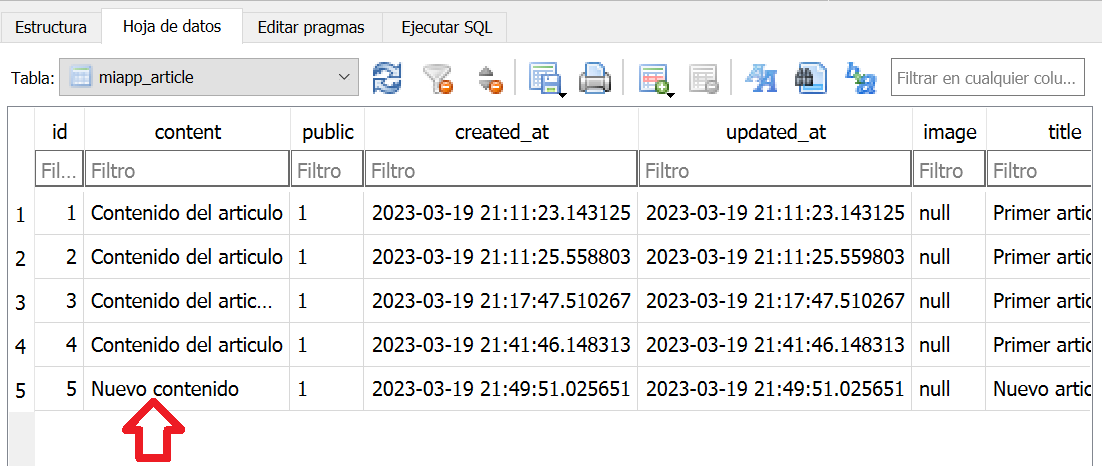 Estructura Hoja de datos Editar pragmas Ejecutar SQL
Tabla: miapp_article Filtrar en cualquier colu...
id content public created_at updated_at image title
Fil... Filtro Filtro Filtro Filtro Filtro Filtro
1 1 Contenido del articulo 1 2023-03-19 21:11:23.143125 2023-03-19 21:11:23.143125 null Primer artic
2 2 Contenido del articulo 1 2023-03-19 21:11:25.558803 2023-03-19 21:11:25.559803 null Primer artic
3 3 Contenido del artic... 1 2023-03-19 21:17:47.510267 2023-03-19 21:17:47.510267 null Primer artic
4 4 Contenido del articulo 1 2023-03-19 21:41:46.148313 2023-03-19 21:41:46.148313 null Primer artic
5 5 Nuevo contenido 1 2023-03-19 21:49:51.025651 2023-03-19 21:49:51.025651 null Nuevo artic